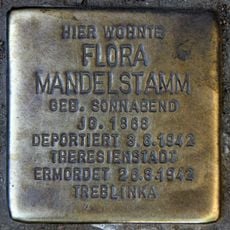 HIER WOHNTE
FLORA
MANDELSTAMM
GEB. SONNABEND
JG. 1868
DEPORTIERT 3.8.1942
THERESIENSTADT
ERMORDET 26.9.1942
TREBLINKA